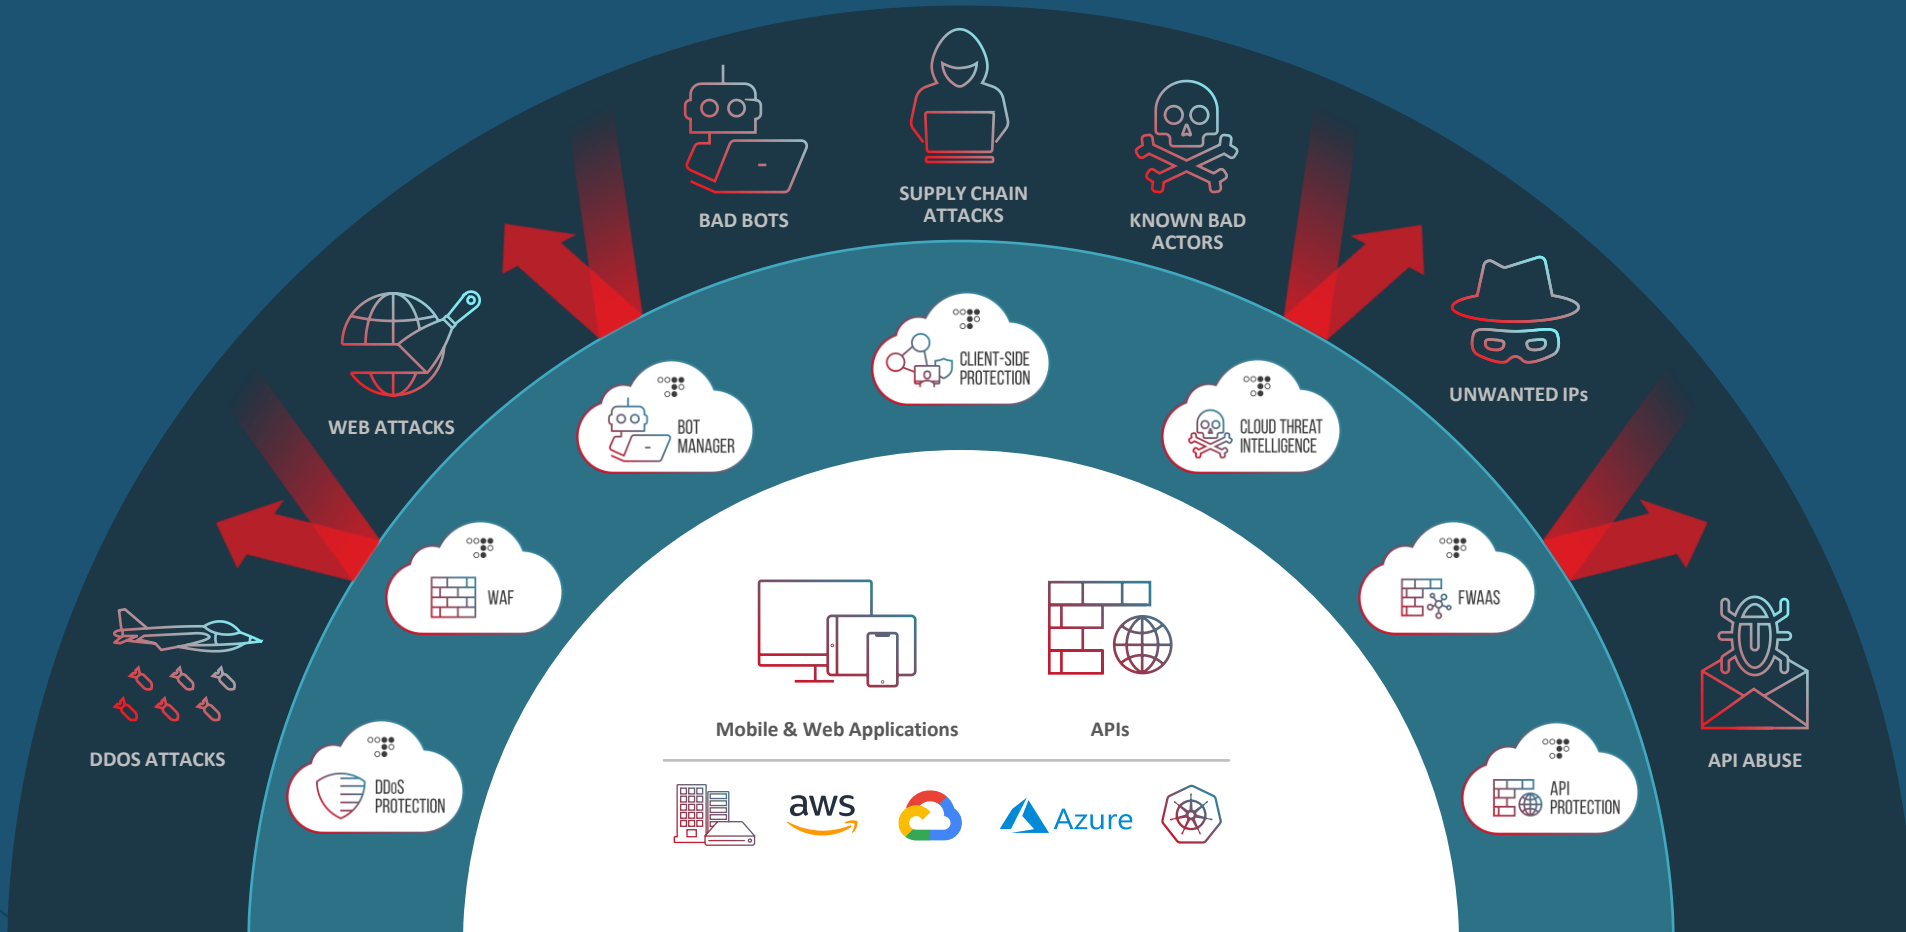 BAD BOTS
SUPPLY CHAIN
ATTACKS
KNOWN BAD
ACTORS
WEB ATTACKS
UNWANTED IPs
DDOS ATTACKS
API ABUSE
CLIENT-SIDE
PROTECTION
BOT
MANAGER
CLOUD THREAT
INTELLIGENCE
WAF
FWAAS
DDoS
PROTECTION
API
PROTECTION
Mobile & Web Applications
APIs
aws
Azure